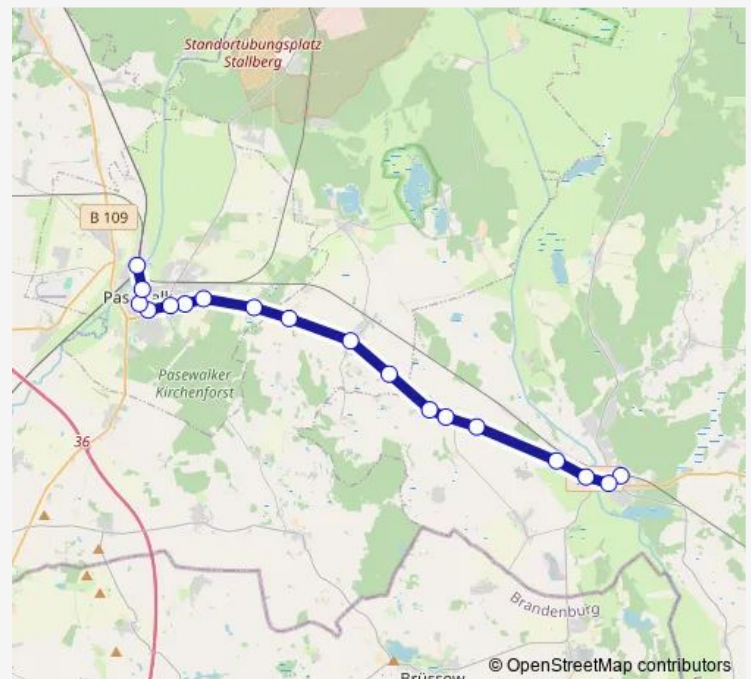 Standortübungsplatz
Stallberg
B 109
Pasewalker
Kirchenforst
36
Brandenburg
© OpenStreetMap contributors